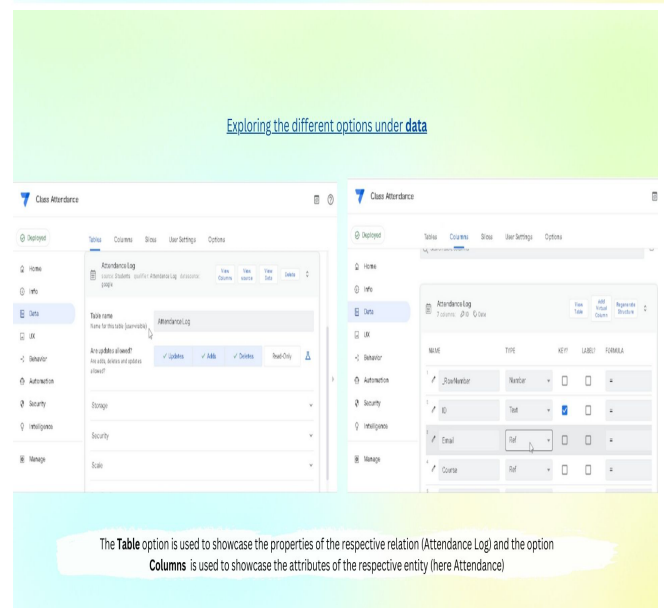 Exploring the different options under data
Class Attendance
Deployed
Tables Columns Slices User Settings Options
Home
Info
Data
UX
Behavior
Automation
Security
Intelligence
Manage
Attendance Log
View Columns
View source
View Data
Delete
Table name
Name for this table (user-visible)
Attendance Log
Are updates allowed?
Are adds, deletes and updates
allowed?
Updates Adds Deletes Read-Only
Storage
Security
Scale
Class Attendance
Deployed
Tables Columns Slices User Settings Options
Home
Info
Data
UX
Behavior
Automation
Security
Intelligence
Manage
Attendance Log
7 columns:
View Table
Add Virtual Column
Regenerate Structure
NAME TYPE KEY? LABEL? FORMULA
1 _RowNumber Number =
2 ID Text =
3 Email Ref =
4 Course Ref =
The Table option is used to showcase the properties of the respective relation (Attendance Log) and the option
Columns is used to showcase the attributes of the respective entity (here Attendance)